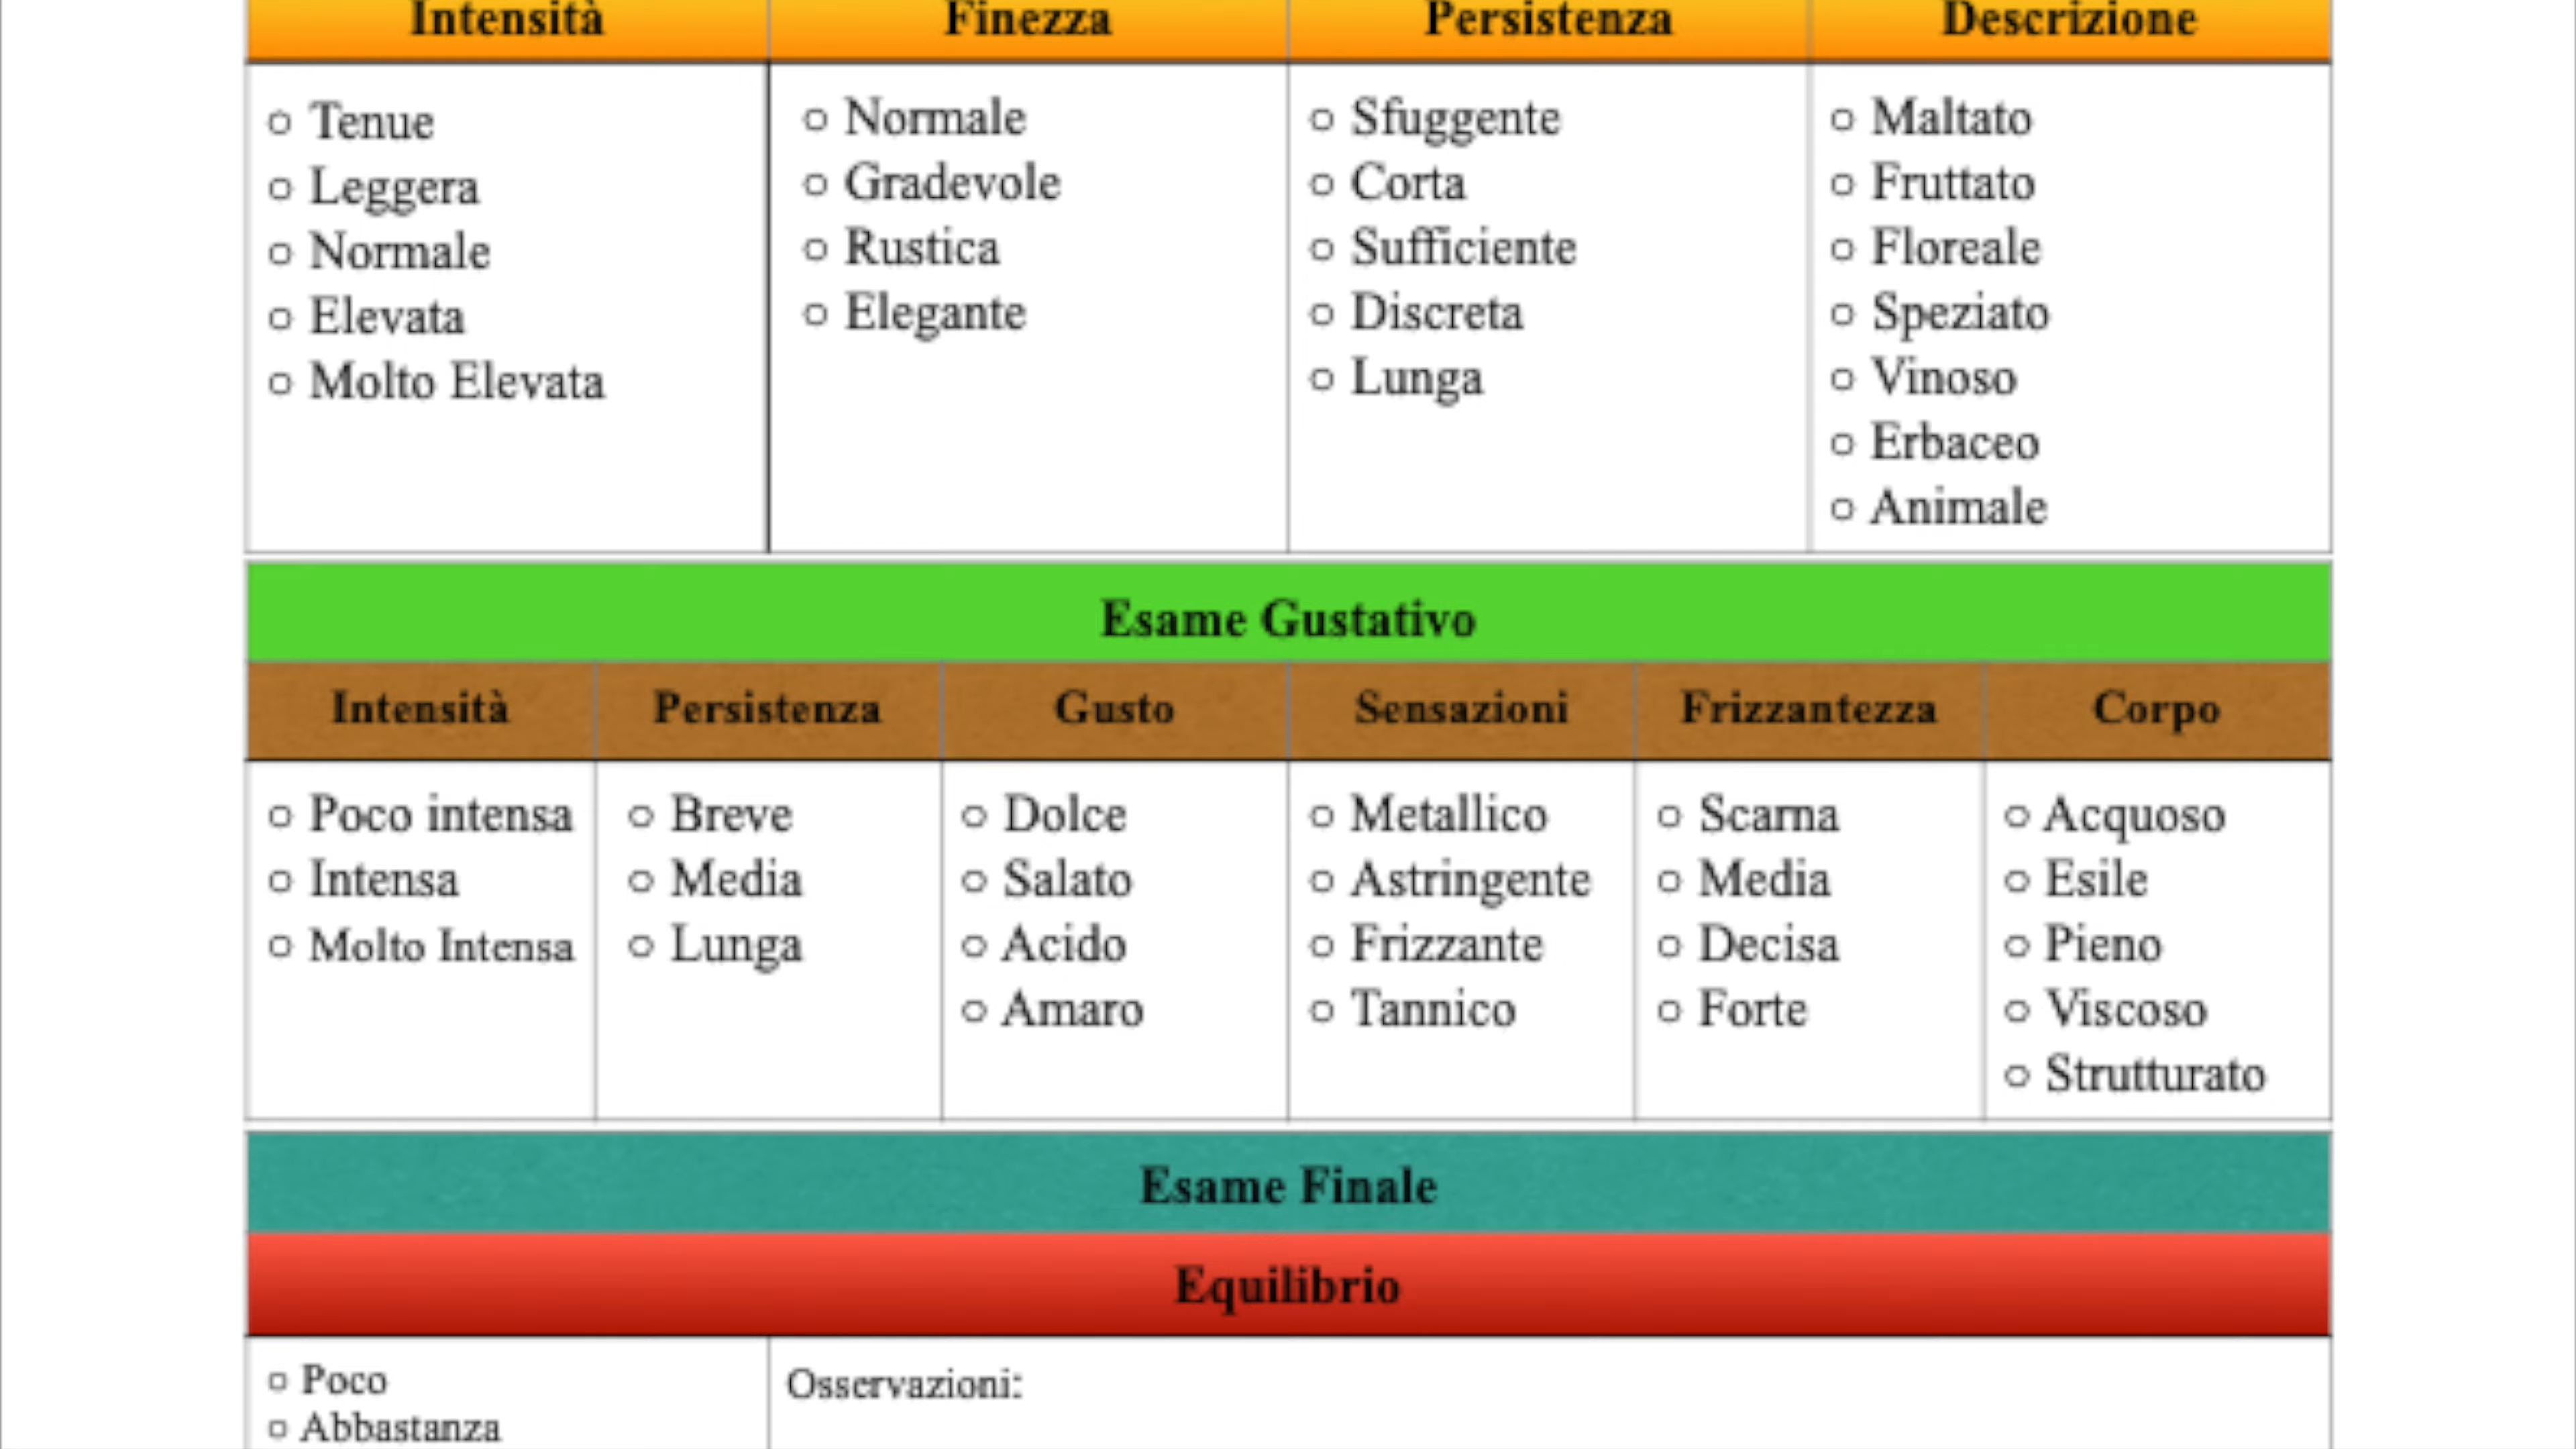 Intensità Finezza Persistenza Descrizione
Tenue Normale Sfuggente Maltato
Leggera Gradevole Corta Fruttato
Normale Rustica Sufficiente Floreale
Elevata Elegante Discreta Speziato
Molto Elevata Lunga Vinoso
Erbaceo
Animale
Esame Gustativo
Intensità Persistenza Gusto Sensazioni Frizzantezza Corpo
Poco intensa Breve Dolce Metallico Scarna Acquoso
Intensa Media Salato Astringente Media Esile
Molto Intensa Lunga Acido Frizzante Decisa Pieno
Amaro Tannico Forte Viscoso
Strutturato
Esame Finale
Equilibrio
Poco Osservazioni:
Abbastanza